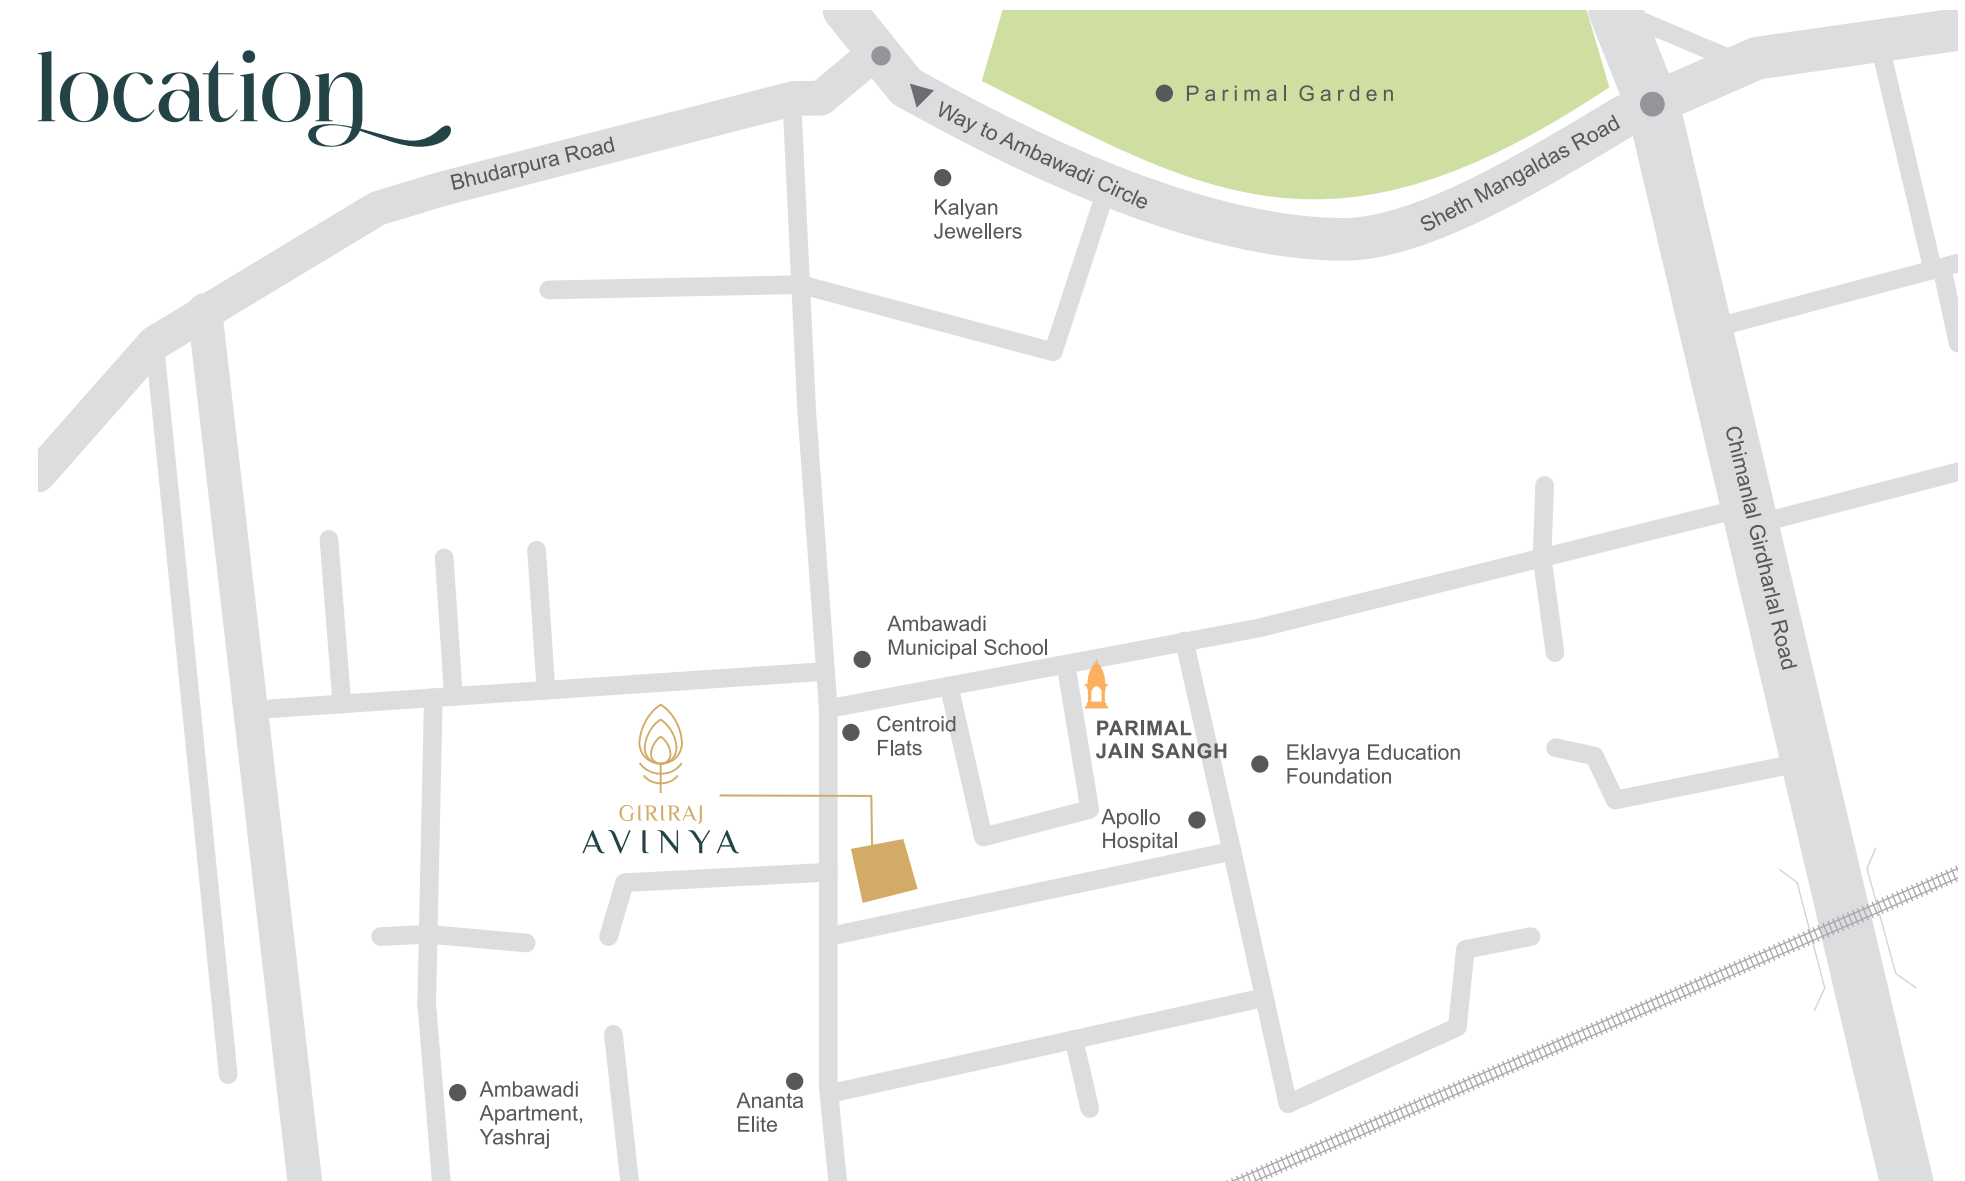 location
Parimal Garden
Way to Ambawadi Circle
Sheth Mangaldas Road
Bhudarpura Road
Kalyan
Jewellers
Chimanlal Girdharlal Road
Ambawadi
Municipal School
Centroid
Flats
PARIMAL
JAIN SANGH
Eklavya Education
Foundation
Apollo
Hospital
GIRIRAJ
AVINYA
Ambawadi
Apartment,
Yashraj
Ananta
Elite